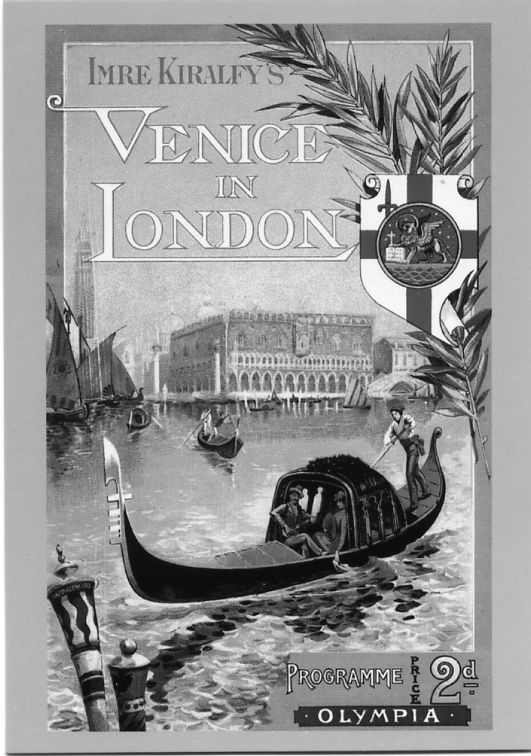 IMRE KIRALFY'S
VENICE
IN
LONDON
PROGRAMME PRICE 2d
OLYMPIA